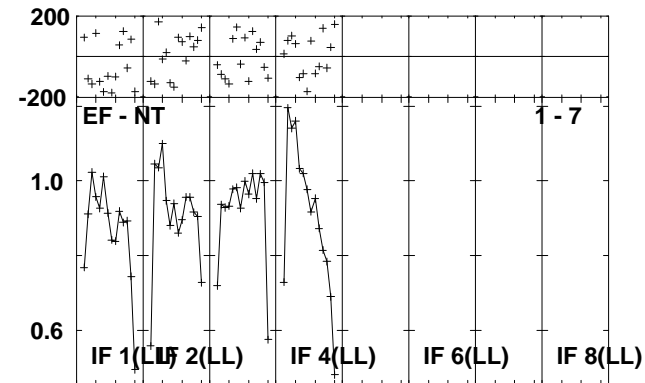 200
-200
EF - NT 1 - 7
1.0
0.6
IF 1(LL) IF 2(LL) IF 4(LL) IF 6(LL) IF 8(LL)